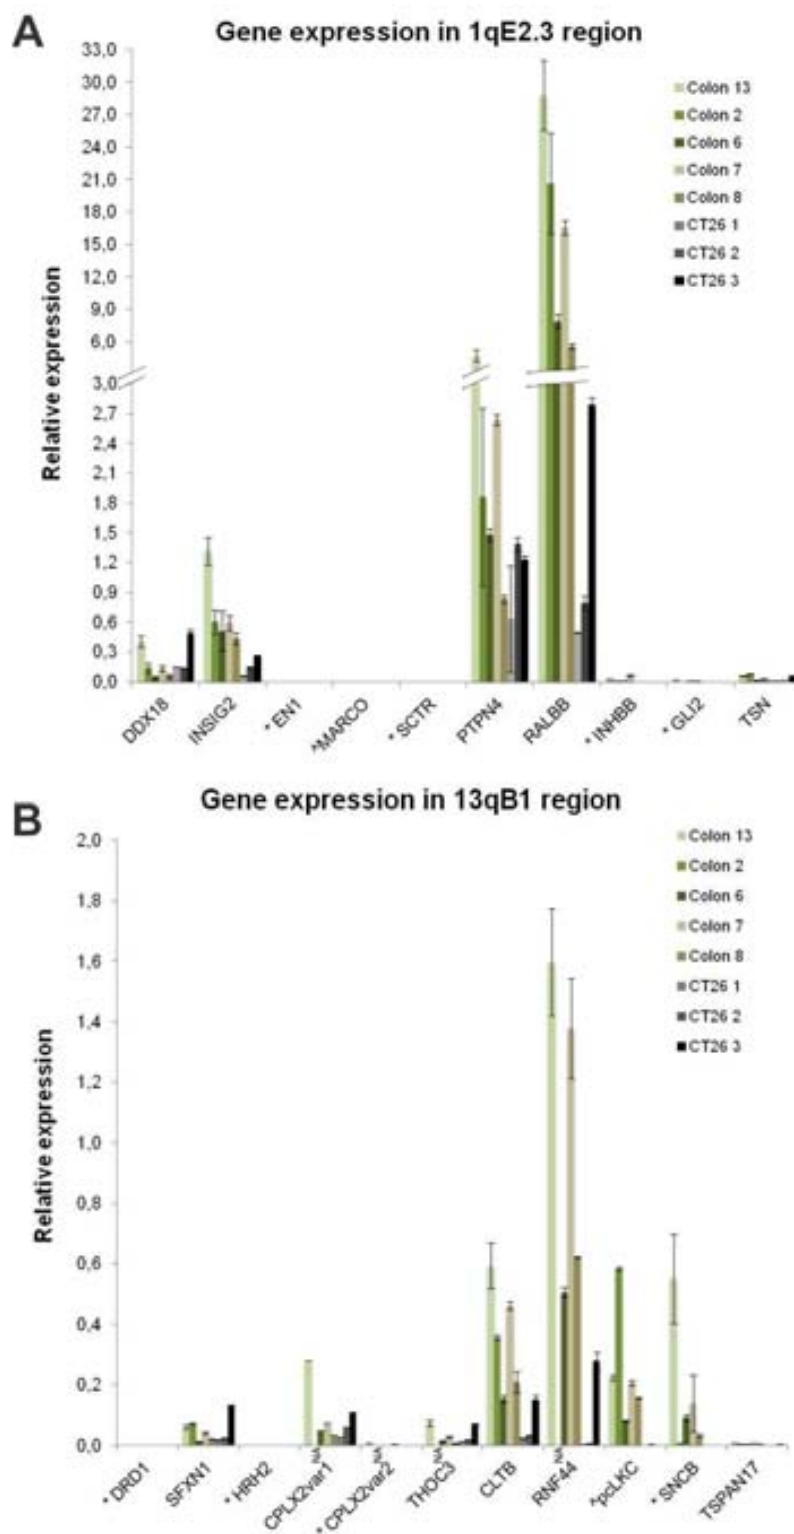 A
Gene expression in 1qE2.3 region
33,0
30,0
27,0
24,0
21,0
18,0
15,0
12,0
9,0
6,0
3,0
2,7
2,4
2,1
1,8
1,5
1,2
0,9
0,6
0,3
0,0
Relative expression
Colon 13
Colon 2
Colon 6
Colon 7
Colon 8
CT26 1
CT26 2
CT26 3
DDX18
INSIG2
* EN1
^MARCO
* SCTR
PTPN4
RALBB
* INHBB
* GLI2
TSN
B
Gene expression in 13qB1 region
2,0
1,8
1,6
1,4
1,2
1,0
0,8
0,6
0,4
0,2
0,0
Relative expression
Colon 13
Colon 2
Colon 6
Colon 7
Colon 8
CT26 1
CT26 2
CT26 3
* DRD1
SFXN1
* HRH2
CPLX2var1
* CPLX2var2
THOC3
CLTB
RNF44
^pcLKC
* SNCB
TSPAN17